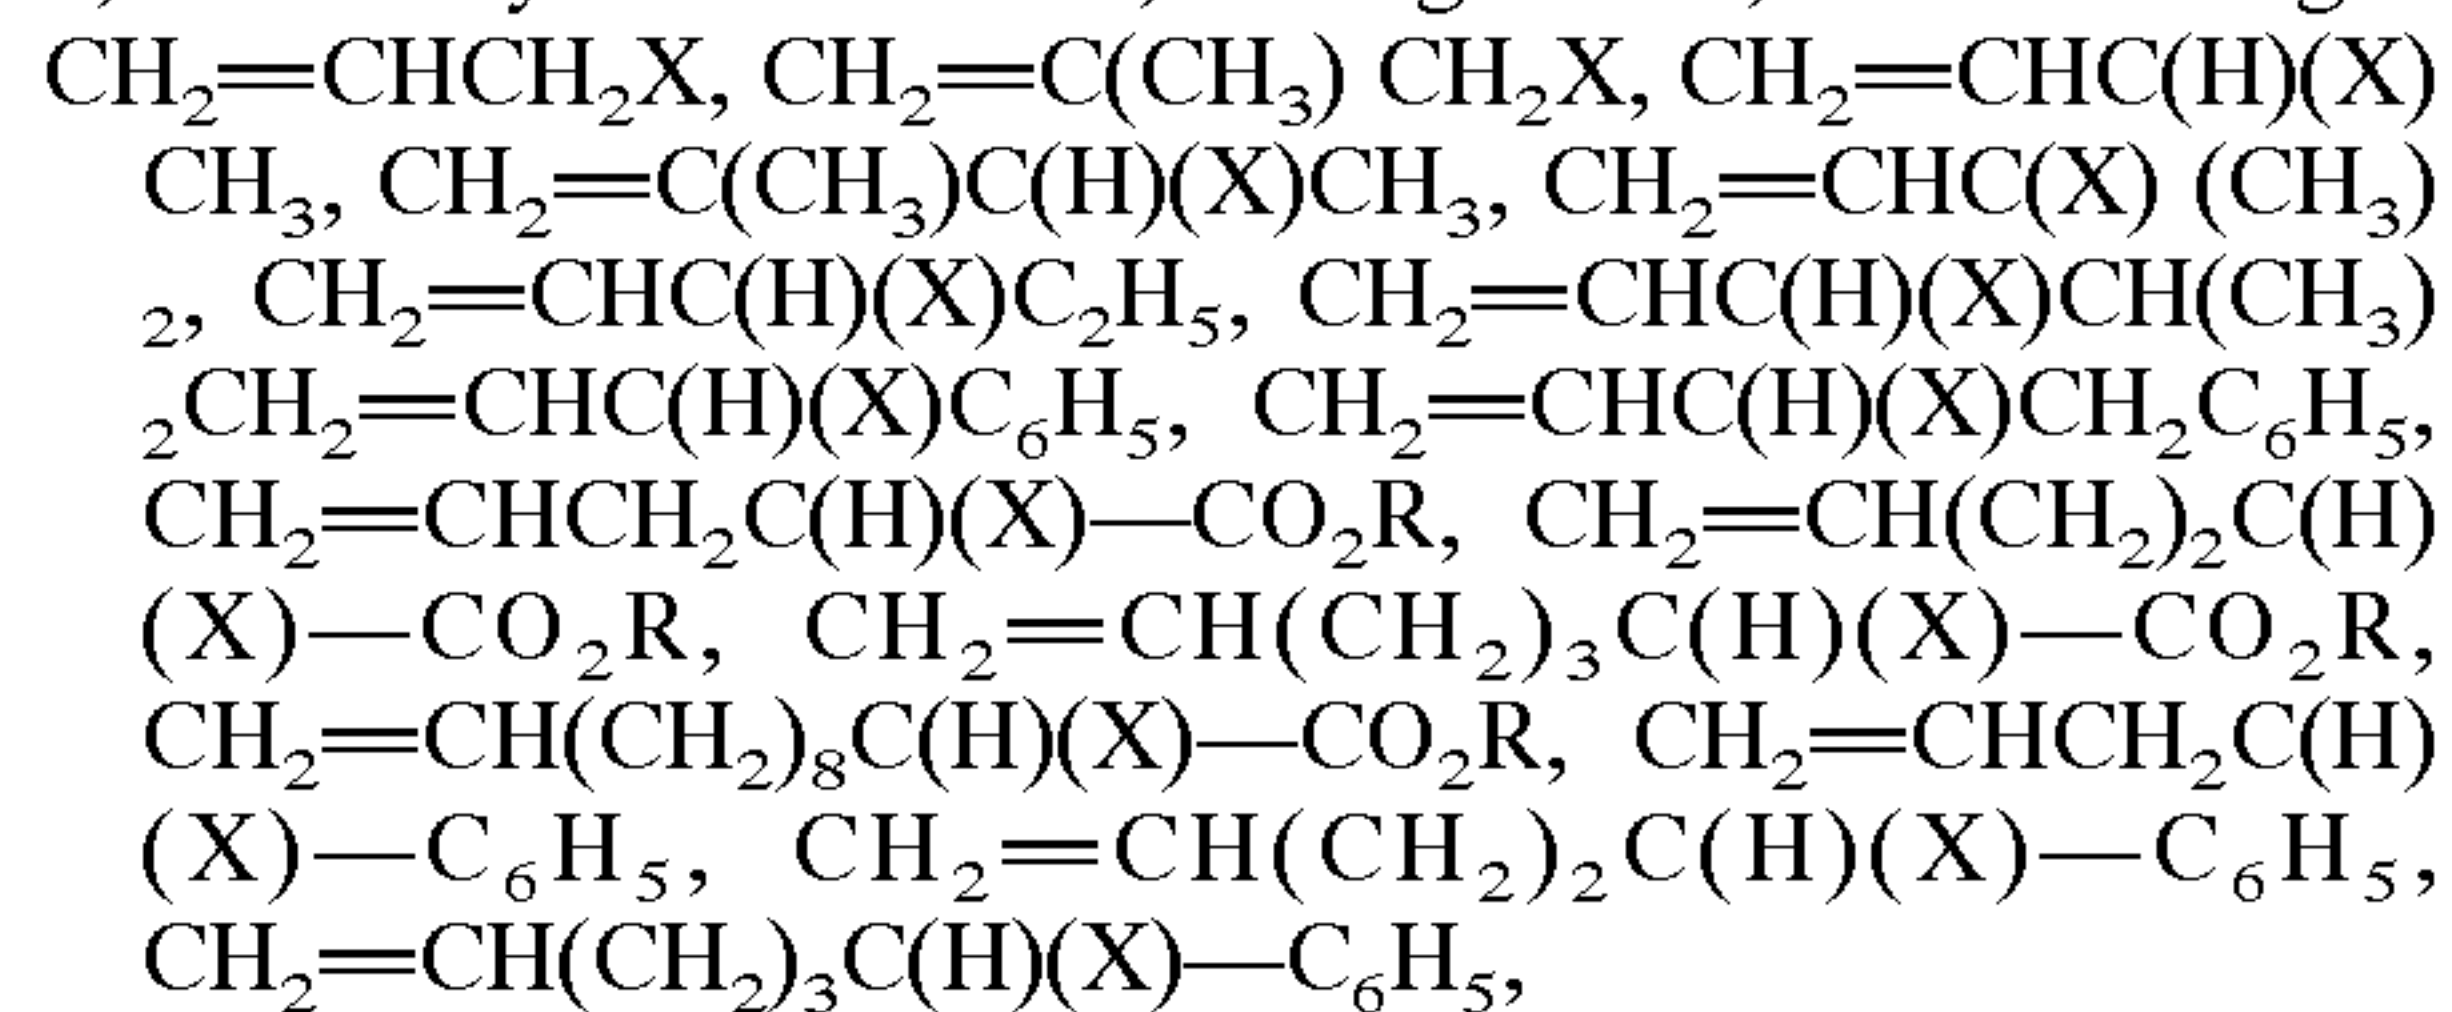 CH₂=CHCH₂X, CH₂=C(CH₃) CH₂X, CH₂=CHC(H)(X)
CH₃, CH₂=C(CH₃)C(H)(X)CH₃, CH₂=CHC(X) (CH₃)
₂, CH₂=CHC(H)(X)C₂H₅, CH₂=CHC(H)(X)CH(CH₃)
₂CH₂=CHC(H)(X)C₆H₅, CH₂=CHC(H)(X)CH₂C₆H₅,
CH₂=CHCH₂C(H)(X)—CO₂R, CH₂=CH(CH₂)₂C(H)
(X)—CO₂R, CH₂=CH(CH₂)₃C(H)(X)—CO₂R,
CH₂=CH(CH₂)₈C(H)(X)—CO₂R, CH₂=CHCH₂C(H)
(X)—C₆H₅, CH₂=CH(CH₂)₂C(H)(X)—C₆H₅,
CH₂=CH(CH₂)₃C(H)(X)—C₆H₅,